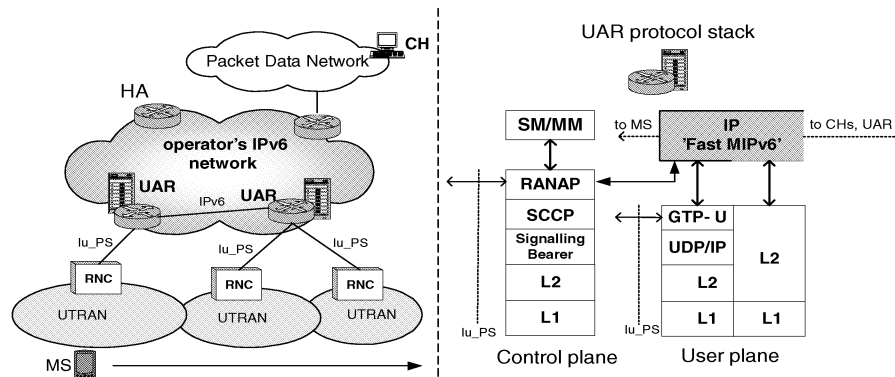 CH
Packet Data Network
HA
operator's IPv6
network
UAR
UAR
IPv6
Iu_PS
Iu_PS
Iu_PS
RNC
RNC
RNC
UTRAN
UTRAN
UTRAN
MS
UAR protocol stack
to MS
SM/MM
IP
'Fast MIPv6'
to CHs, UAR
RANAP
SCCP
Signalling
Bearer
L2
L1
Iu_PS
Control plane
GTP- U
UDP/IP
L2
L1
L2
L1
Iu_PS
User plane